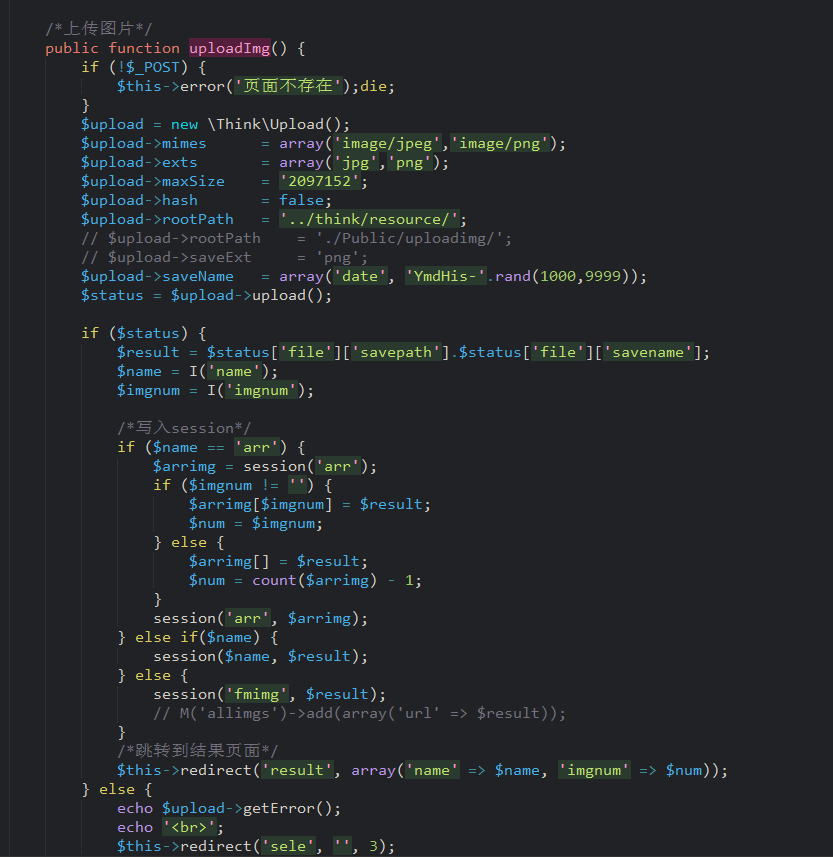 /*上传图片*/
public function uploadImg() {
    if (!$_POST) {
        $this->error('页面不存在');die;
    }
    $upload = new \Think\Upload();
    $upload->mimes      = array('image/jpeg','image/png');
    $upload->exts       = array('jpg','png');
    $upload->maxSize    = '2097152';
    $upload->hash       = false;
    $upload->rootPath   = '../think/resource/';
    // $upload->rootPath    = './Public/uploadimg/';
    // $upload->saveExt     = 'png';
    $upload->saveName   = array('date', 'YmdHis-'.rand(1000,9999));
    $status = $upload->upload();

    if ($status) {
        $result = $status['file']['savepath'].$status['file']['savename'];
        $name = I('name');
        $imgnum = I('imgnum');

        /*写入session*/
        if ($name == 'arr') {
            $arrimg = session('arr');
            if ($imgnum != '') {
                $arrimg[$imgnum] = $result;
                $num = $imgnum;
            } else {
                $arrimg[] = $result;
                $num = count($arrimg) - 1;
            }
            session('arr', $arrimg);
        } else if($name) {
            session($name, $result);
        } else {
            session('fmimg', $result);
            // M('allimgs')->add(array('url' => $result));
        }
        /*跳转到结果页面*/
        $this->redirect('result', array('name' => $name, 'imgnum' => $num));
    } else {
        echo $upload->getError();
        echo '<br>';
        $this->redirect('sele', '', 3);